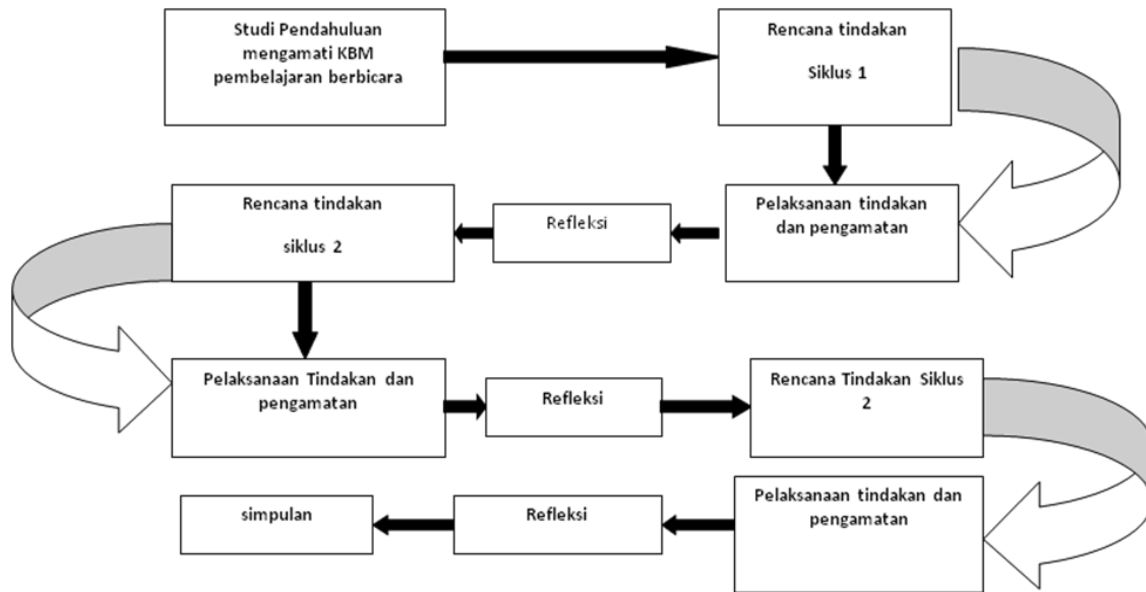 Studi Pendahuluan
mengamati KBM
pembelajaran berbicara
Rencana tindakan
Siklus 1
Pelaksanaan tindakan
dan pengamatan
Refleksi
Rencana tindakan
siklus 2
Pelaksanaan Tindakan dan
pengamatan
Refleksi
Rencana Tindakan Siklus
2
Pelaksanaan tindakan dan
pengamatan
Refleksi
simpulan